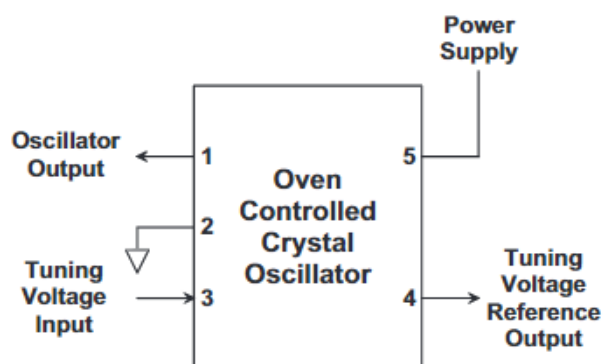 Power
Supply
Oscillator
Output
1
5
Oven
Controlled
Crystal
Oscillator
2
Tuning
Voltage
Input
3
4
Tuning
Voltage
Reference
Output